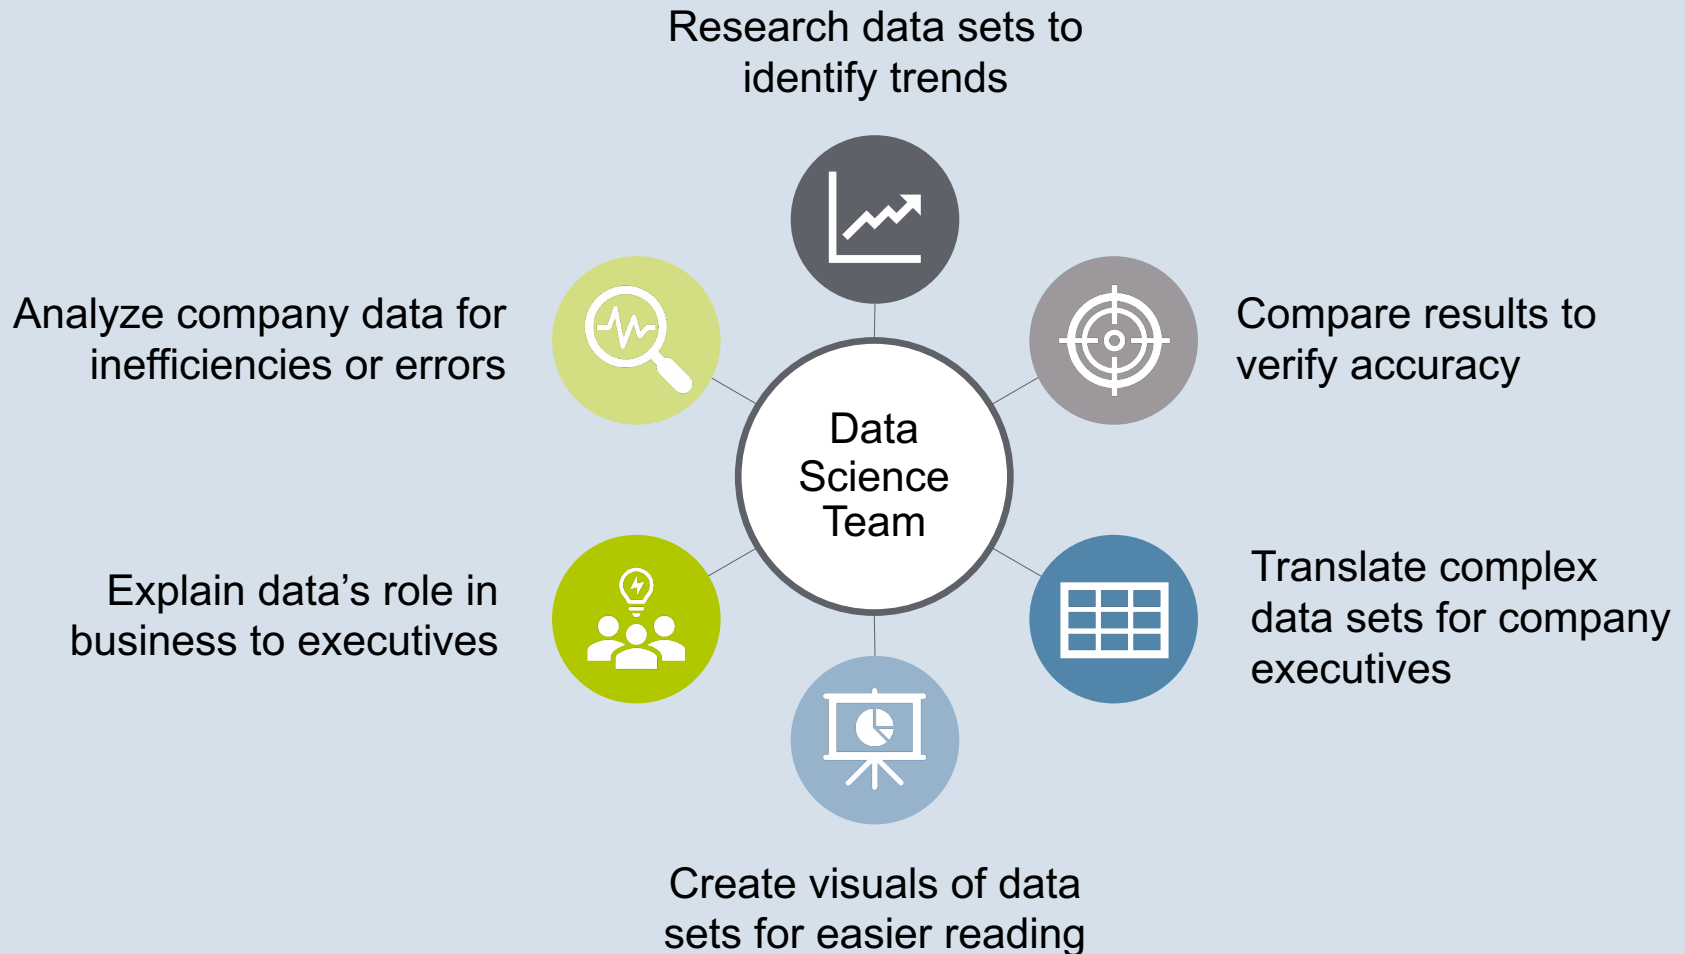 Research data sets to
identify trends
Compare results to
verify accuracy
Translate complex
data sets for company
executives
Create visuals of data
sets for easier reading
Explain data’s role in
business to executives
Analyze company data for
inefficiencies or errors
Data
Science
Team